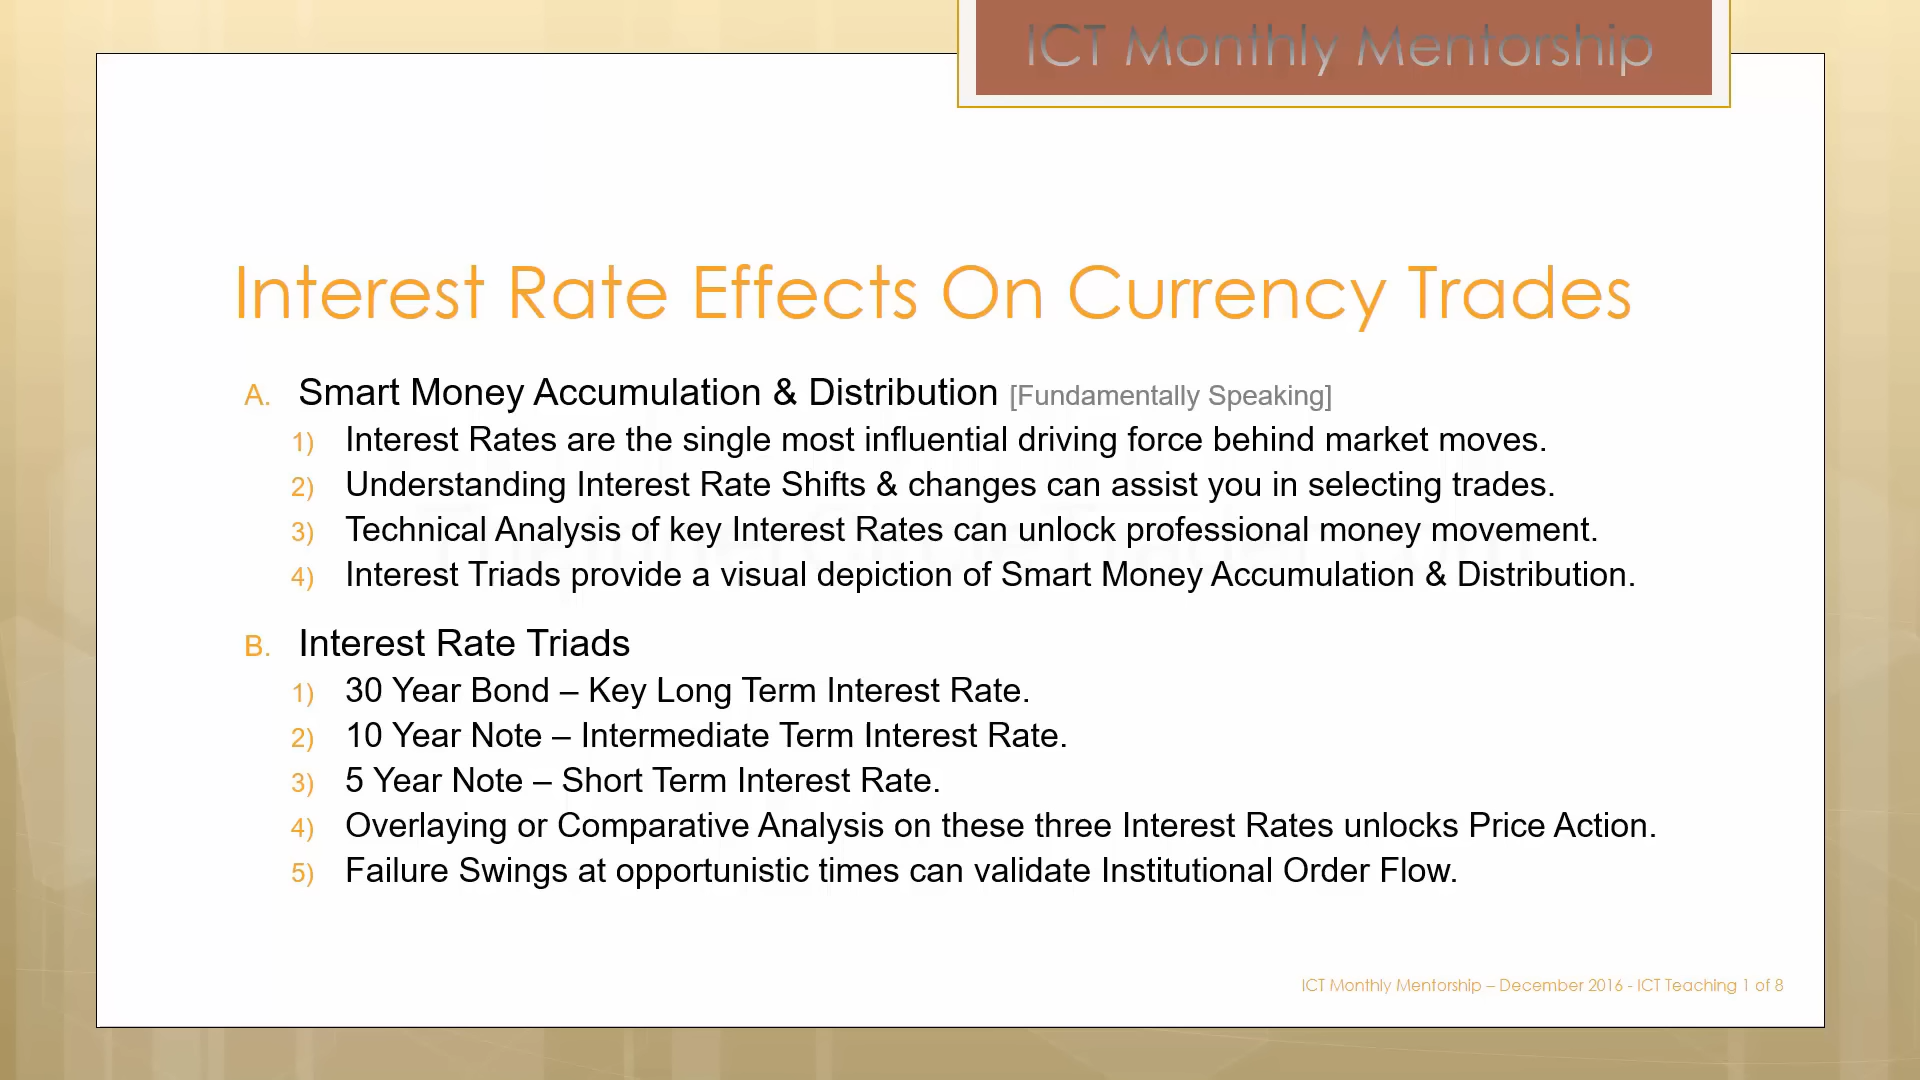 ICT Monthly Mentorship
Interest Rate Effects On Currency Trades
A. Smart Money Accumulation & Distribution [Fundamentally Speaking]
1) Interest Rates are the single most influential driving force behind market moves.
2) Understanding Interest Rate Shifts & changes can assist you in selecting trades.
3) Technical Analysis of key Interest Rates can unlock professional money movement.
4) Interest Triads provide a visual depiction of Smart Money Accumulation & Distribution.
B. Interest Rate Triads
1) 30 Year Bond – Key Long Term Interest Rate.
2) 10 Year Note – Intermediate Term Interest Rate.
3) 5 Year Note – Short Term Interest Rate.
4) Overlaying or Comparative Analysis on these three Interest Rates unlocks Price Action.
5) Failure Swings at opportunistic times can validate Institutional Order Flow.
ICT Monthly Mentorship – December 2016 - ICT Teaching 1 of 8